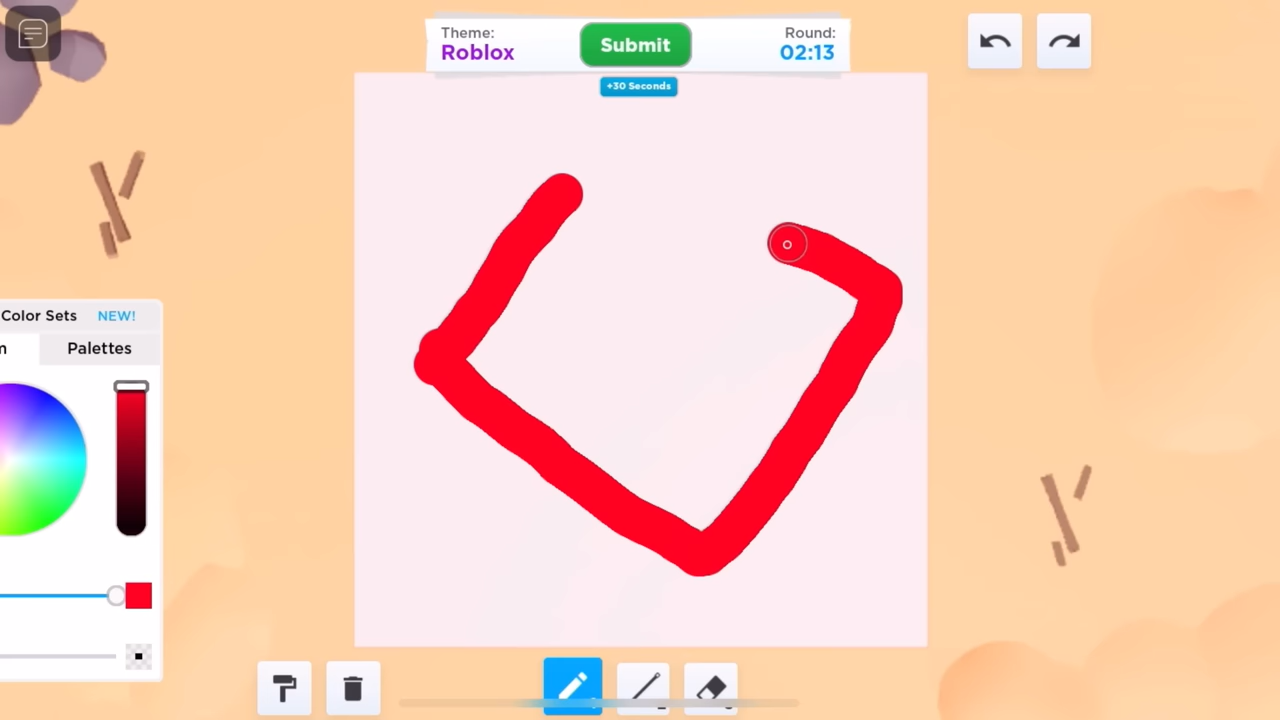 Theme:
Roblox
Submit
Round:
02:13
+30 Seconds
Color Sets NEW!
Palettes